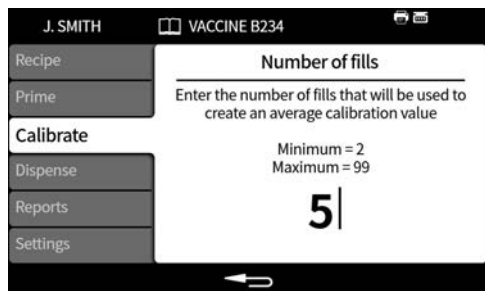 J. SMITH
VACCINE B234
Recipe
Prime
Calibrate
Dispense
Reports
Settings
Number of fills
Enter the number of fills that will be used to
create an average calibration value
Minimum = 2
Maximum = 99
5